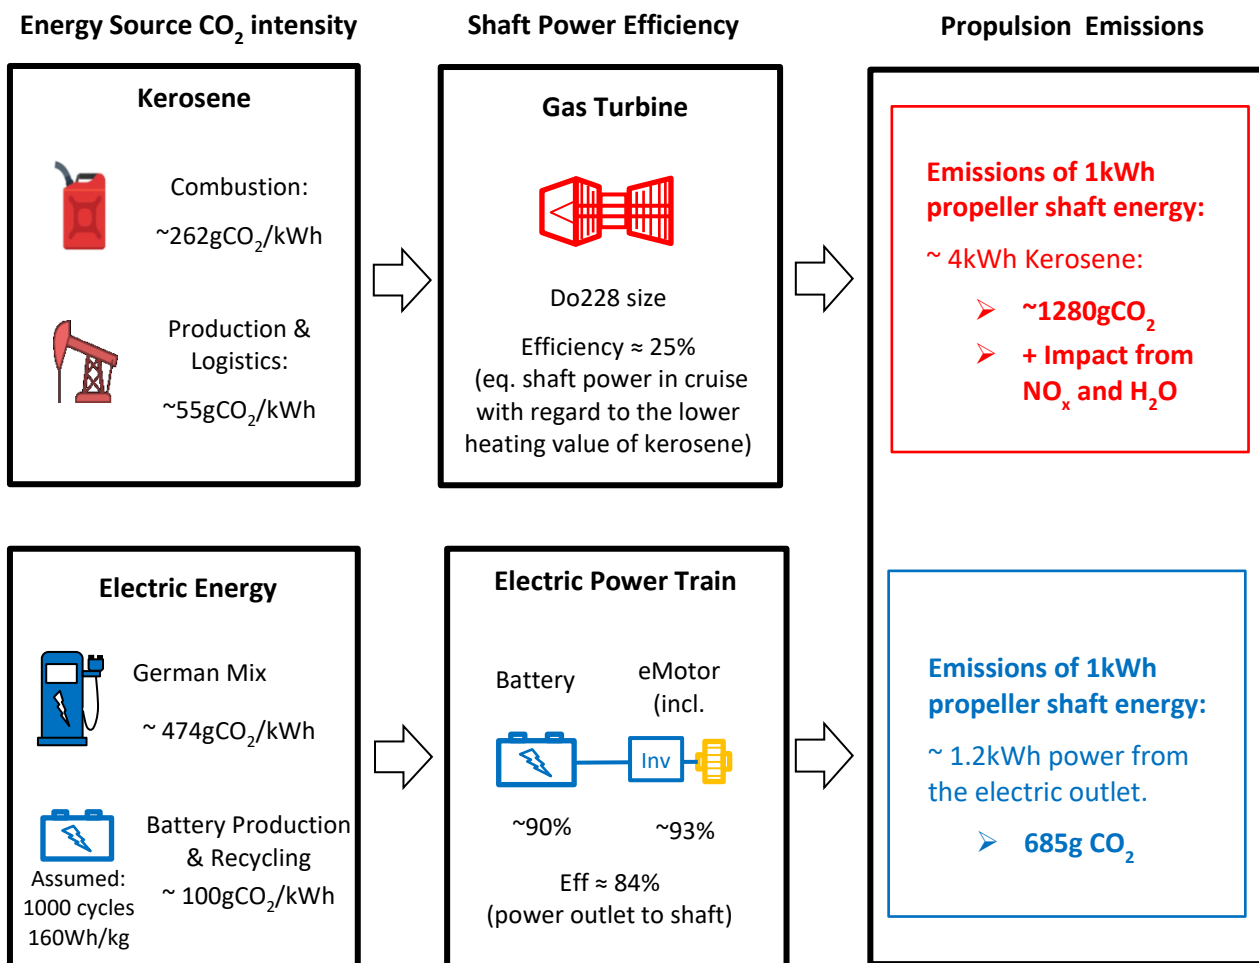 Energy Source CO₂ intensity
Shaft Power Efficiency
Propulsion Emissions
Kerosene
Combustion:
~262gCO₂/kWh
Production &
Logistics:
~55gCO₂/kWh
Gas Turbine
Do228 size
Efficiency ≈ 25%
(eq. shaft power in cruise
with regard to the lower
heating value of kerosene)
Emissions of 1kWh
propeller shaft energy:
~ 4kWh Kerosene:
➢ ~1280gCO₂
➢ + Impact from
NOₓ and H₂O
Electric Energy
German Mix
~ 474gCO₂/kWh
Battery Production
& Recycling
~ 100gCO₂/kWh
Assumed:
1000 cycles
160Wh/kg
Electric Power Train
Battery
eMotor
(incl.
Inv
~90%
~93%
Eff ≈ 84%
(power outlet to shaft)
Emissions of 1kWh
propeller shaft energy:
~ 1.2kWh power from
the electric outlet.
➢ 685g CO₂